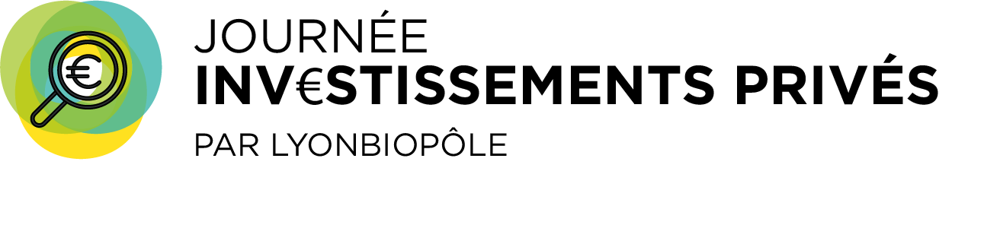 €
JOURNÉE
INV€STISSEMENTS PRIVÉS
PAR LYONBIOPÔLE